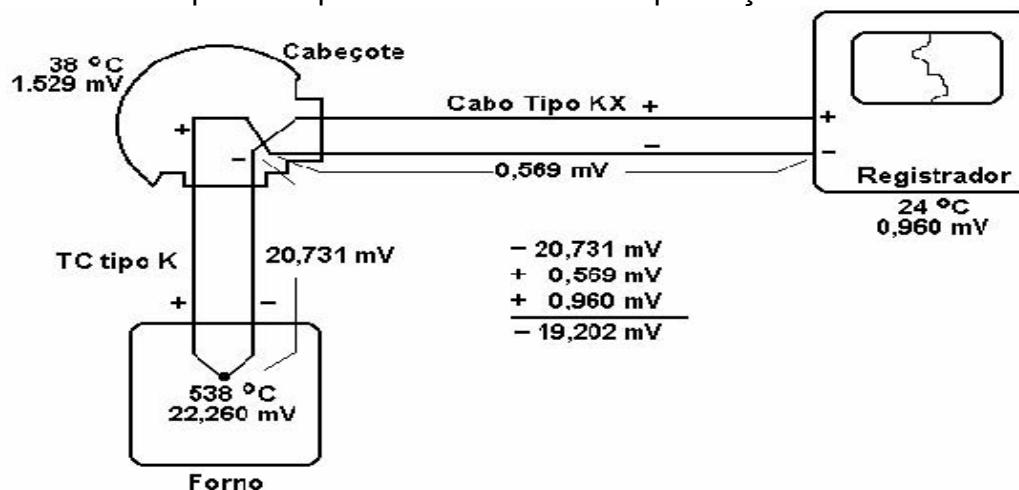 38 °C
1.529 mV
Cabeçote
Cabo Tipo KX +
+
+
−
−
−
0,569 mV
Registrador
24 °C
0,960 mV
TC tipo K
20,731 mV
+
−
− 20,731 mV
+ 0,569 mV
+ 0,960 mV
− 19,202 mV
538 °C
22,260 mV
Forno